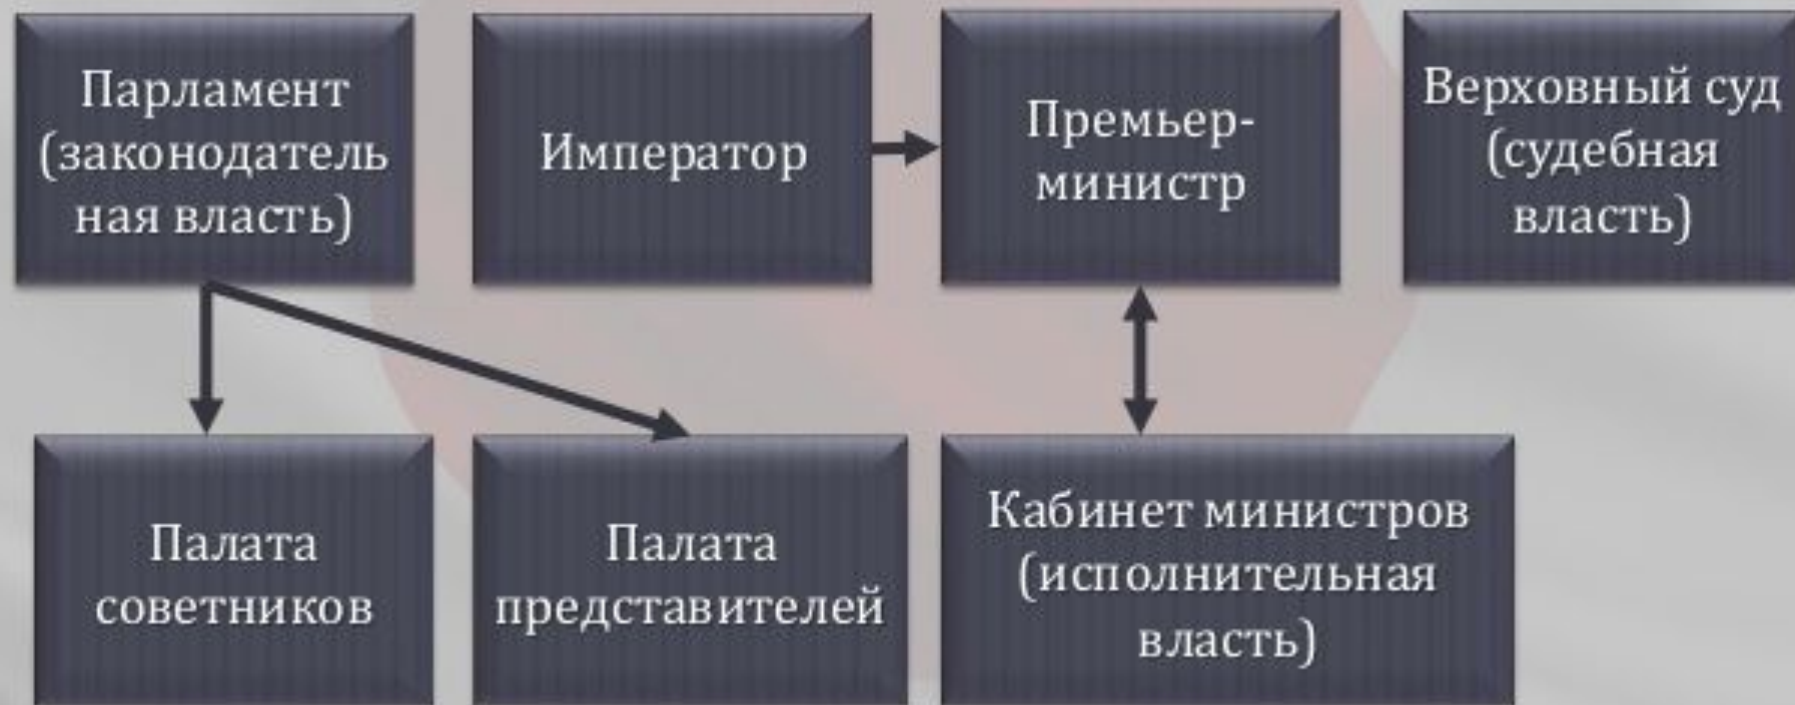 Парламент
(законодатель
ная власть)
Император
Премьер-
министр
Верховный суд
(судебная
власть)
Палата
советников
Палата
представителей
Кабинет министров
(исполнительная
власть)